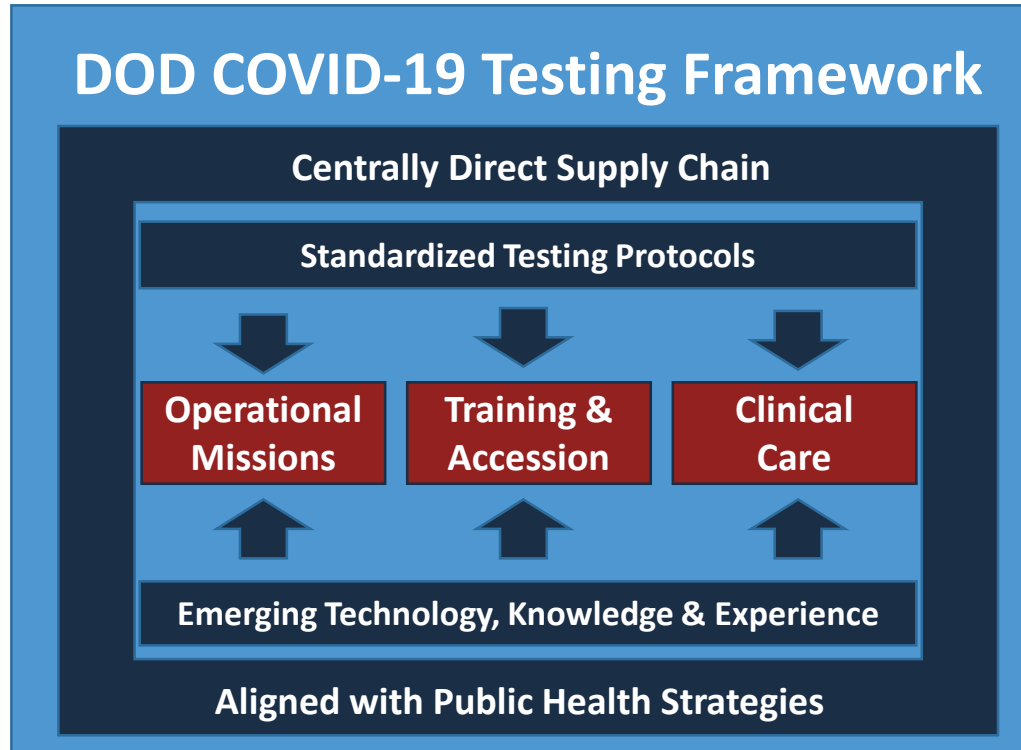 DOD COVID-19 Testing Framework
Centrally Direct Supply Chain
Standardized Testing Protocols
Operational
Missions
Training &
Accession
Clinical
Care
Emerging Technology, Knowledge & Experience
Aligned with Public Health Strategies